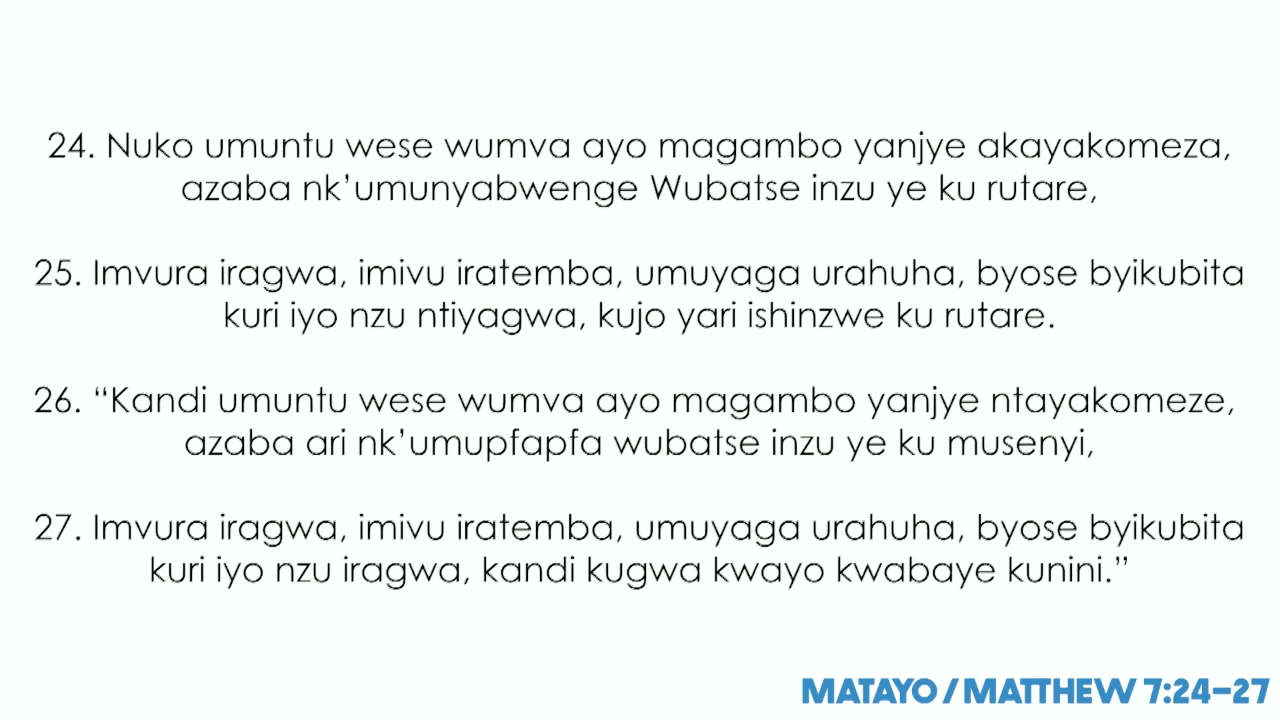 24. Nuko umuntu wese wumva ayo magambo yanjye akayakomeza,
azaba nk’umunyabwenge Wubatse inzu ye ku rutare,
25. Imvura iragwa, imivu iratemba, umuyaga urahuha, byose byikubita
kuri iyo nzu ntiyagwa, kujo yari ishinzwe ku rutare.
26. “Kandi umuntu wese wumva ayo magambo yanjye ntayakomeze,
azaba ari nk’umupfapfa wubatse inzu ye ku musenyi,
27. Imvura iragwa, imivu iratemba, umuyaga urahuha, byose byikubita
kuri iyo nzu iragwa, kandi kugwa kwayo kwabaye kunini.”
MATAYO / MATTHEW 7:24–27